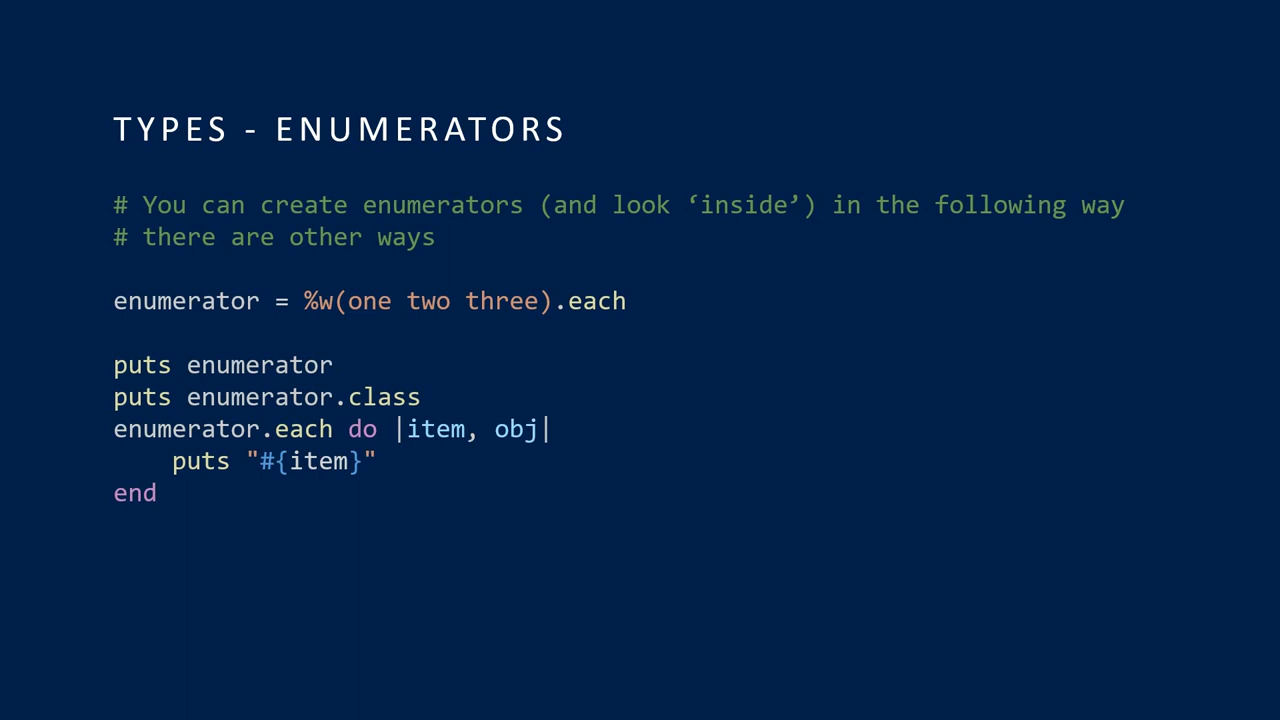 TYPES - ENUMERATORS
# You can create enumerators (and look ‘inside’) in the following way
# there are other ways
enumerator = %w(one two three).each
puts enumerator
puts enumerator.class
enumerator.each do |item, obj|
    puts "#{item}"
end